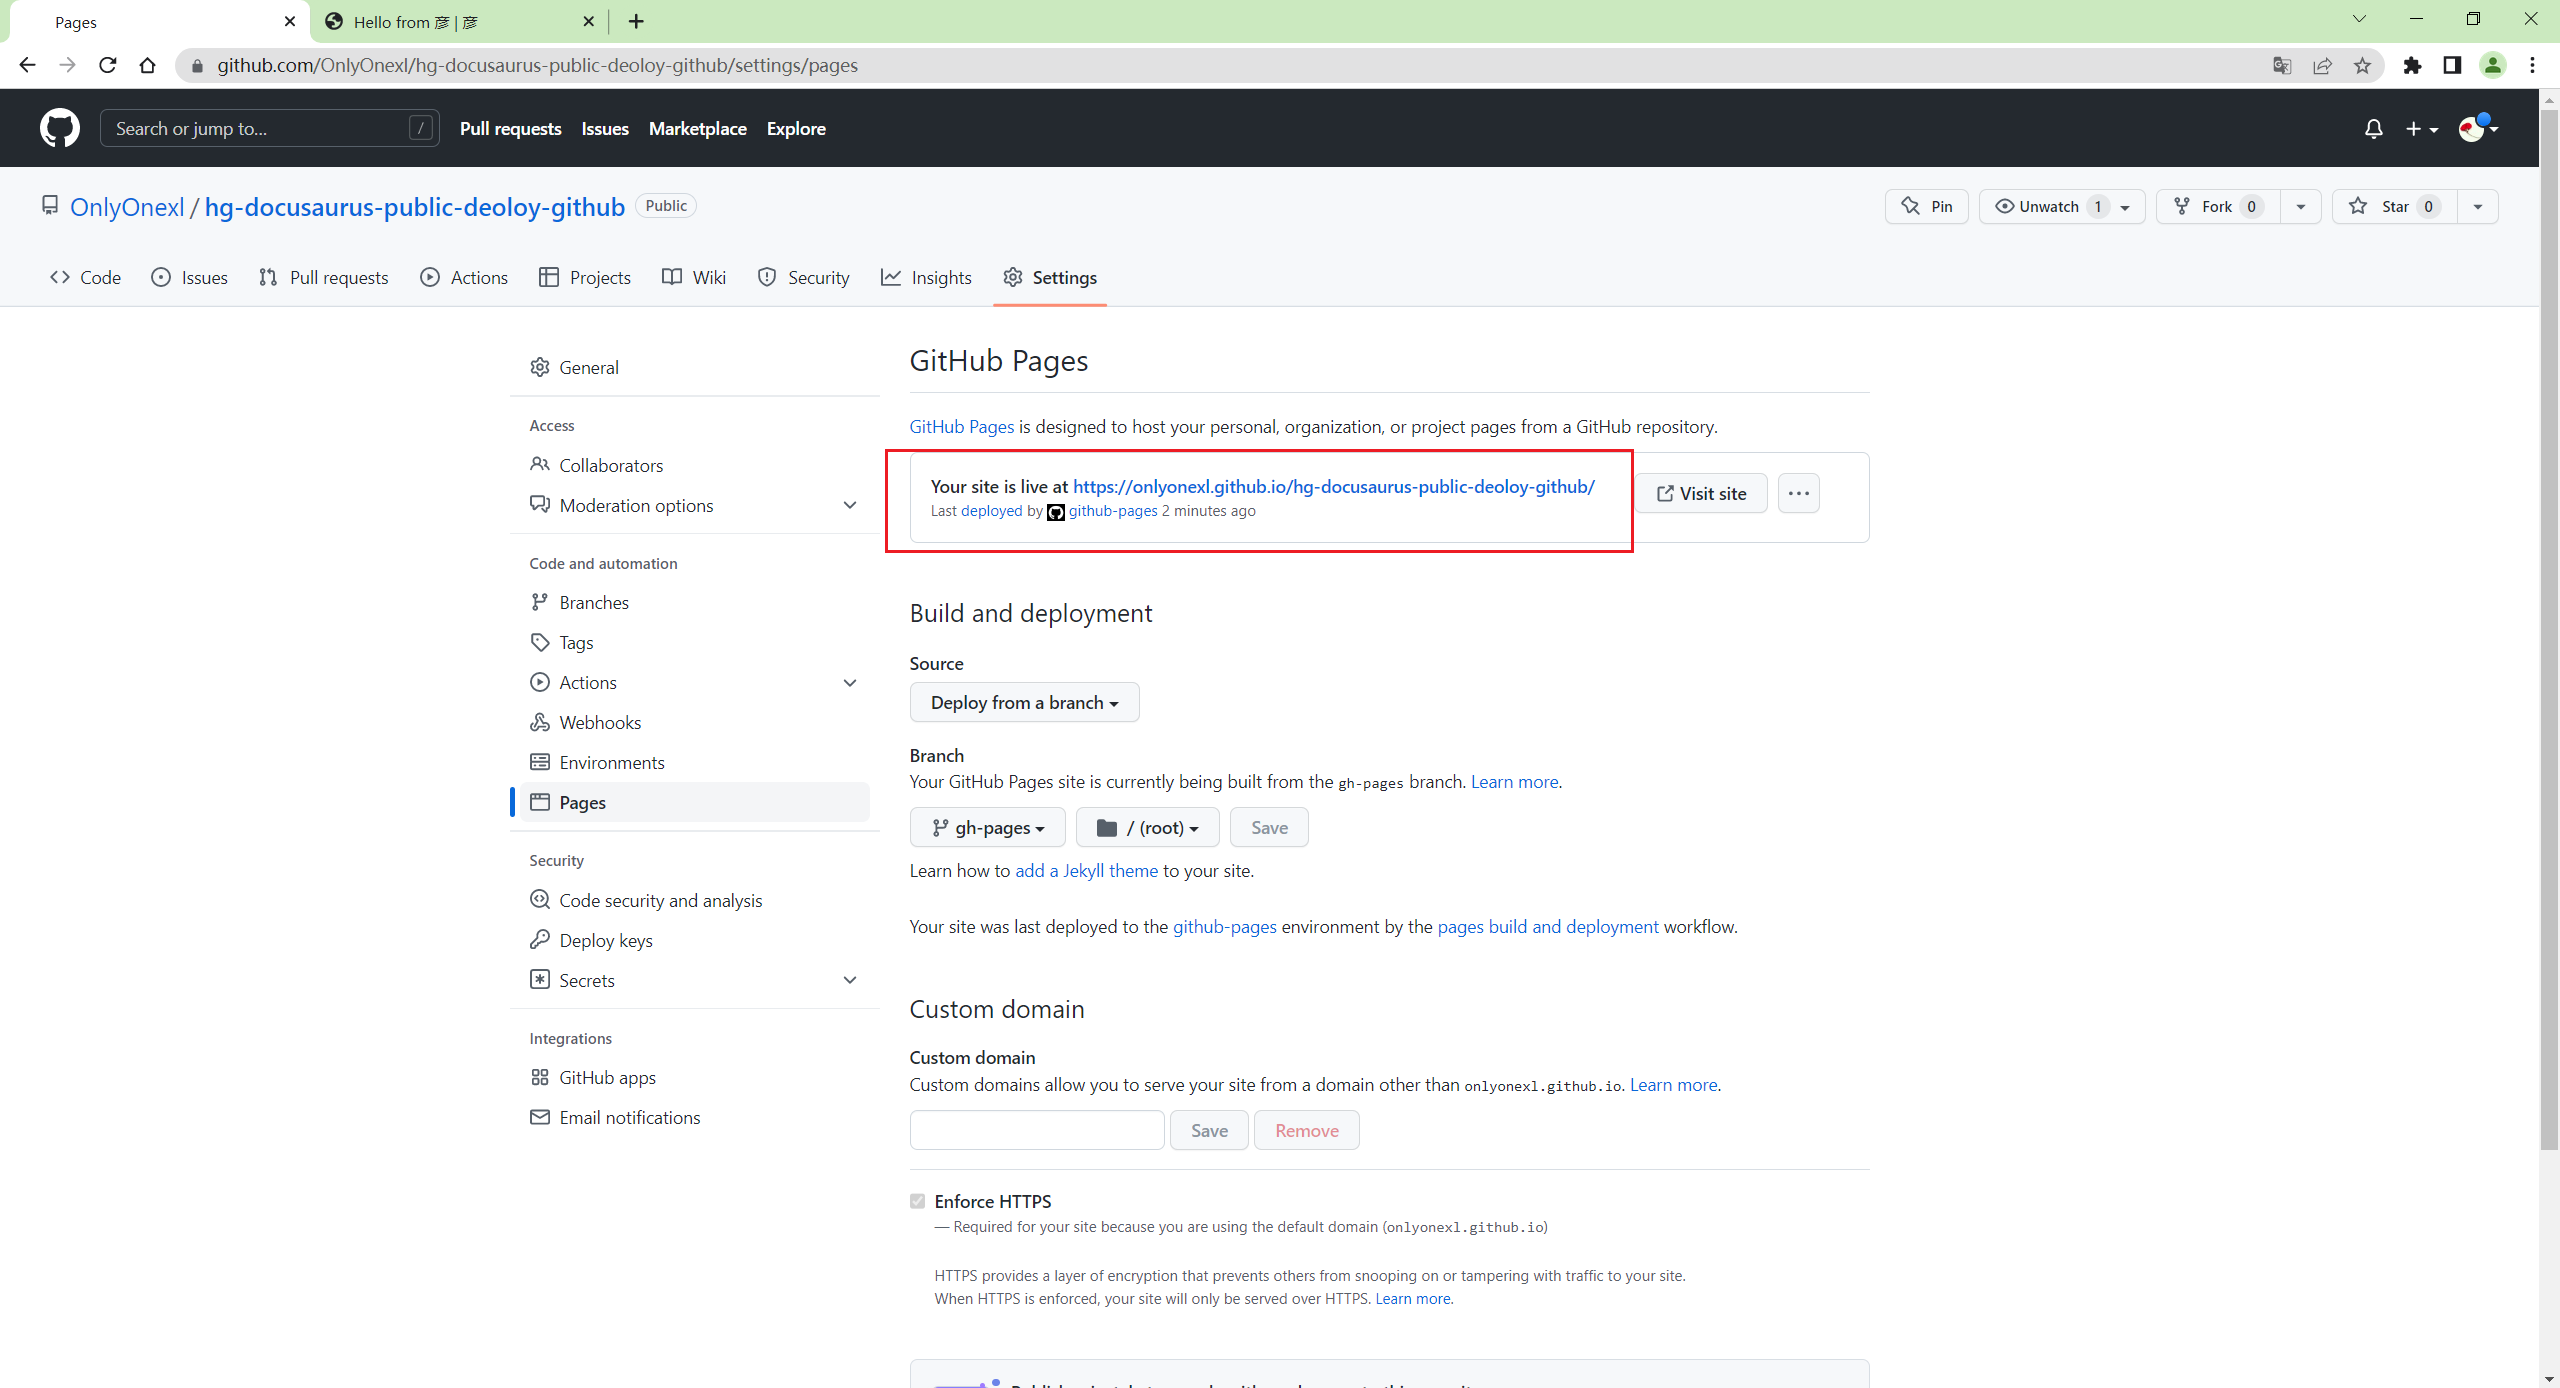 Pages
Hello from 彦 | 彦
github.com/OnlyOnexl/hg-docusaurus-public-deoloy-github/settings/pages
Search or jump to... /
Pull requests Issues Marketplace Explore
OnlyOnexl / hg-docusaurus-public-deoloy-github Public
Pin Unwatch 1 Fork 0 Star 0
Code Issues Pull requests Actions Projects Wiki Security Insights Settings
General
Access
Collaborators
Moderation options
Code and automation
Branches
Tags
Actions
Webhooks
Environments
Pages
Security
Code security and analysis
Deploy keys
Secrets
Integrations
GitHub apps
Email notifications
GitHub Pages
GitHub Pages is designed to host your personal, organization, or project pages from a GitHub repository.
Your site is live at https://onlyonexl.github.io/hg-docusaurus-public-deoloy-github/
Last deployed by github-pages 2 minutes ago
Visit site
Build and deployment
Source
Deploy from a branch
Branch
Your GitHub Pages site is currently being built from the gh-pages branch. Learn more.
gh-pages / (root) Save
Learn how to add a Jekyll theme to your site.
Your site was last deployed to the github-pages environment by the pages build and deployment workflow.
Custom domain
Custom domain
Custom domains allow you to serve your site from a domain other than onlyonexl.github.io. Learn more.
Save Remove
Enforce HTTPS
— Required for your site because you are using the default domain (onlyonexl.github.io)
HTTPS provides a layer of encryption that prevents others from snooping on or tampering with traffic to your site.
When HTTPS is enforced, your site will only be served over HTTPS. Learn more.